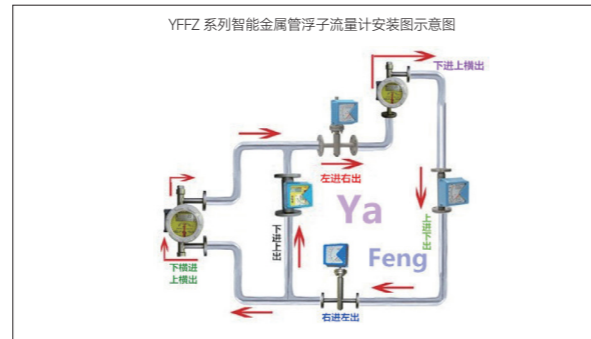 YFFZ 系列智能金属管浮子流量计安装图示意图
下进上横出
左进右出
Ya
上进下出
下进上出
Feng
下横进
上横出
右进左出